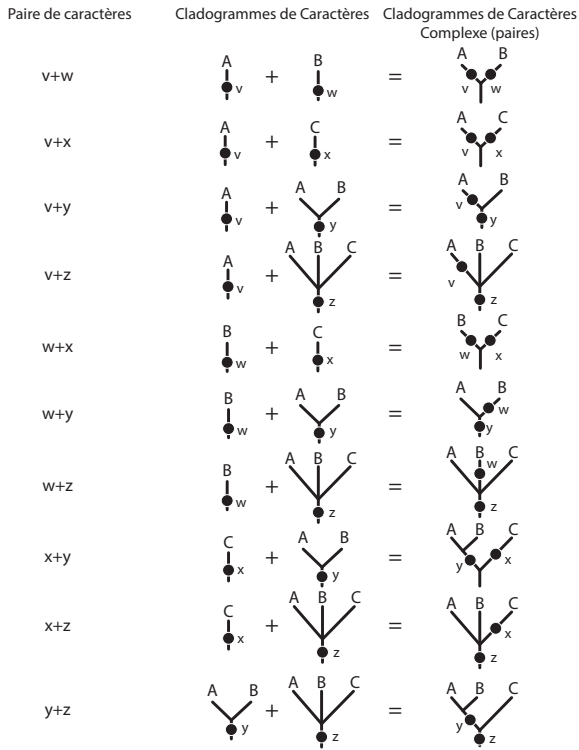 Paire de caractères Cladogrammes de Caractères Cladogrammes de Caractères
Complexe (paires)
A B A B
v+w + =
v w v w
A C A C
v+x + =
v x v x
A A B A B
v+y + =
v y v y
A A B C A B C
v+z + =
v z v z
B C B C
w+x + =
w x w x
B A B A B
w+y + =
w y w y
B A B C A B C
w+z + =
w z w z
C A B A B C
x+y + =
x y y x
C A B C A B C
x+z + =
x z x z
A B A B C A B C
y+z + =
y z y z